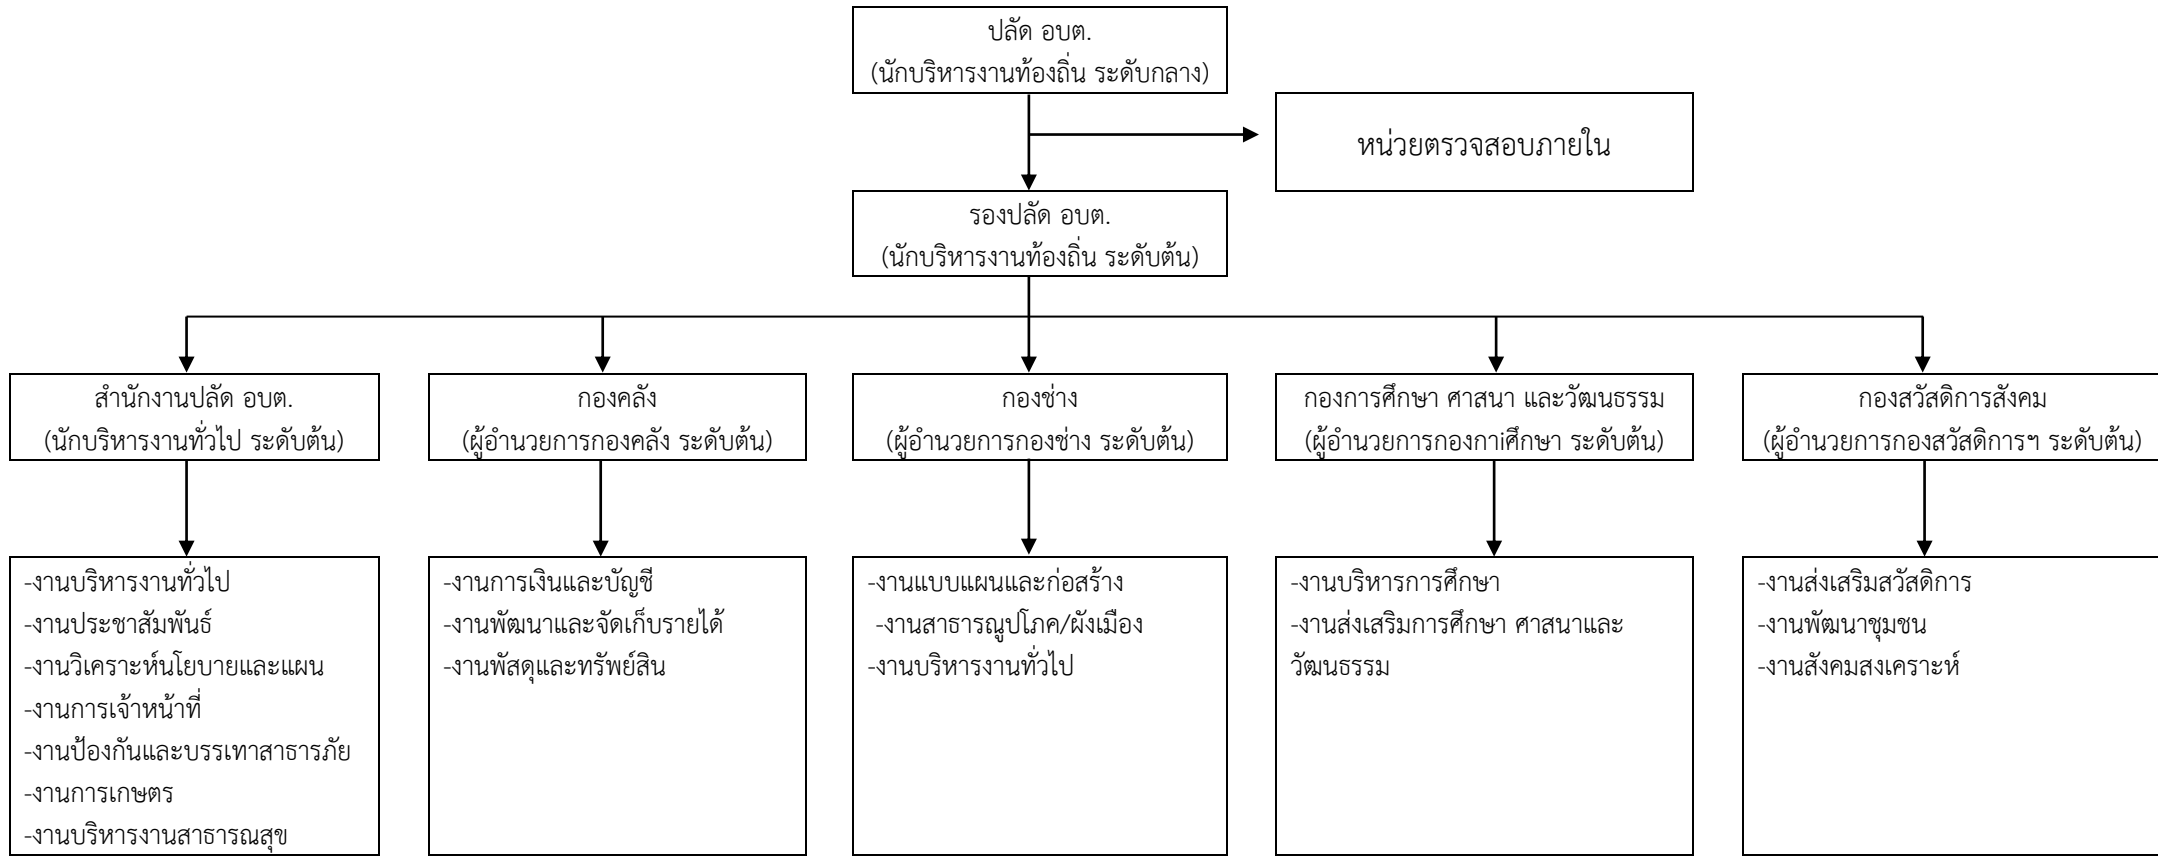 ปลัด อบต.
(นักบริหารงานท้องถิ่น ระดับกลาง)
หน่วยตรวจสอบภายใน
รองปลัด อบต.
(นักบริหารงานท้องถิ่น ระดับต้น)
สำนักงานปลัด อบต.
(นักบริหารงานทั่วไป ระดับต้น)
กองคลัง
(ผู้อำนวยการกองคลัง ระดับต้น)
กองช่าง
(ผู้อำนวยการกองช่าง ระดับต้น)
กองการศึกษา ศาสนา และวัฒนธรรม
(ผู้อำนวยการกองกาiศึกษา ระดับต้น)
กองสวัสดิการสังคม
(ผู้อำนวยการกองสวัสดิการฯ ระดับต้น)
-งานบริหารงานทั่วไป
-งานประชาสัมพันธ์
-งานวิเคราะห์นโยบายและแผน
-งานการเจ้าหน้าที่
-งานป้องกันและบรรเทาสาธารภัย
-งานการเกษตร
-งานบริหารงานสาธารณสุข
-งานการเงินและบัญชี
-งานพัฒนาและจัดเก็บรายได้
-งานพัสดุและทรัพย์สิน
-งานแบบแผนและก่อสร้าง
-งานสาธารณูปโภค/ผังเมือง
-งานบริหารงานทั่วไป
-งานบริหารการศึกษา
-งานส่งเสริมการศึกษา ศาสนาและ
วัฒนธรรม
-งานส่งเสริมสวัสดิการ
-งานพัฒนาชุมชน
-งานสังคมสงเคราะห์